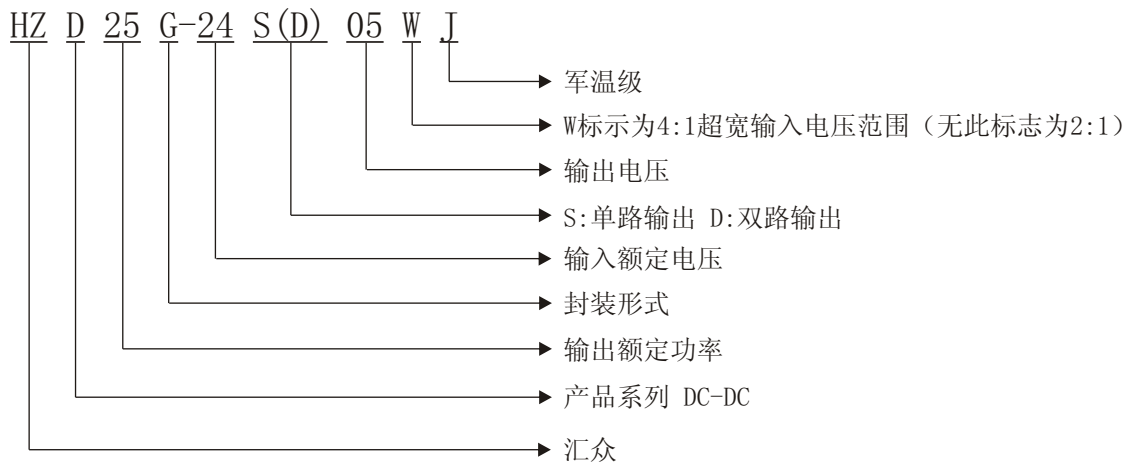 HZ D 25 G-24 S(D) 05 W J
军温级
W标示为4:1超宽输入电压范围（无此标志为2:1）
输出电压
S:单路输出 D:双路输出
输入额定电压
封装形式
输出额定功率
产品系列 DC-DC
汇众